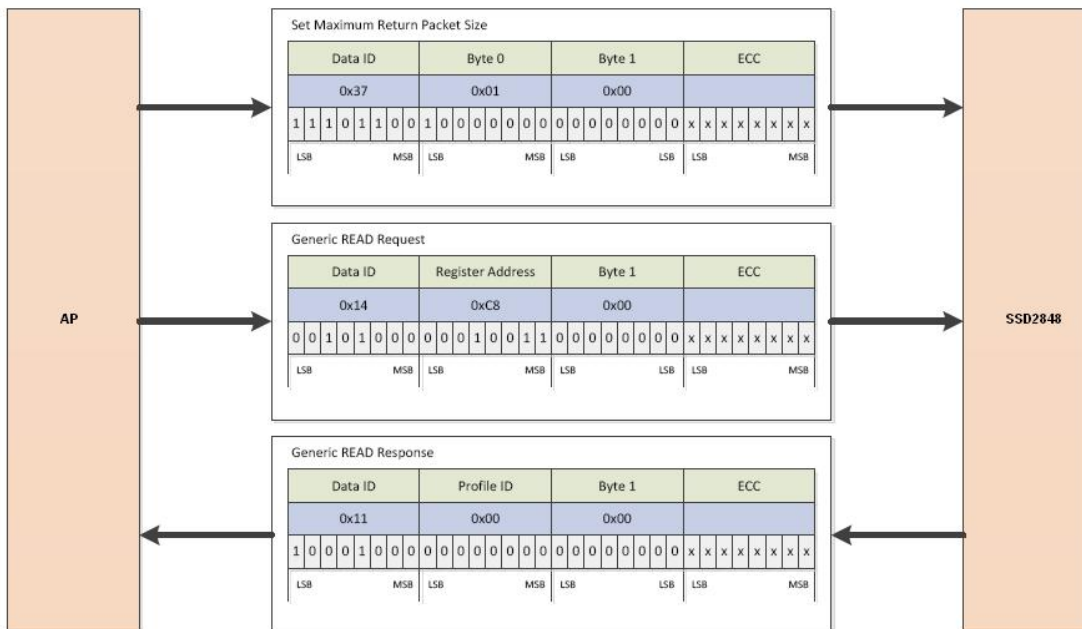 Set Maximum Return Packet Size
Data ID Byte 0 Byte 1 ECC
0x37 0x01 0x00
1 1 1 0 1 1 0 0 1 0 0 0 0 0 0 0 0 0 0 0 0 0 0 0 x x x x x x x x
LSB MSB LSB MSB LSB LSB LSB MSB
Generic READ Request
Data ID Register Address Byte 1 ECC
0x14 0xC8 0x00
AP
0 0 1 0 1 0 0 0 0 0 0 1 0 0 1 1 0 0 0 0 0 0 0 0 x x x x x x x x
SSD2848
LSB MSB LSB MSB LSB LSB LSB MSB
Generic READ Response
Data ID Profile ID Byte 1 ECC
0x11 0x00 0x00
1 0 0 0 1 0 0 0 0 0 0 0 0 0 0 0 0 0 0 0 0 0 0 0 x x x x x x x x
LSB MSB LSB MSB LSB LSB LSB MSB